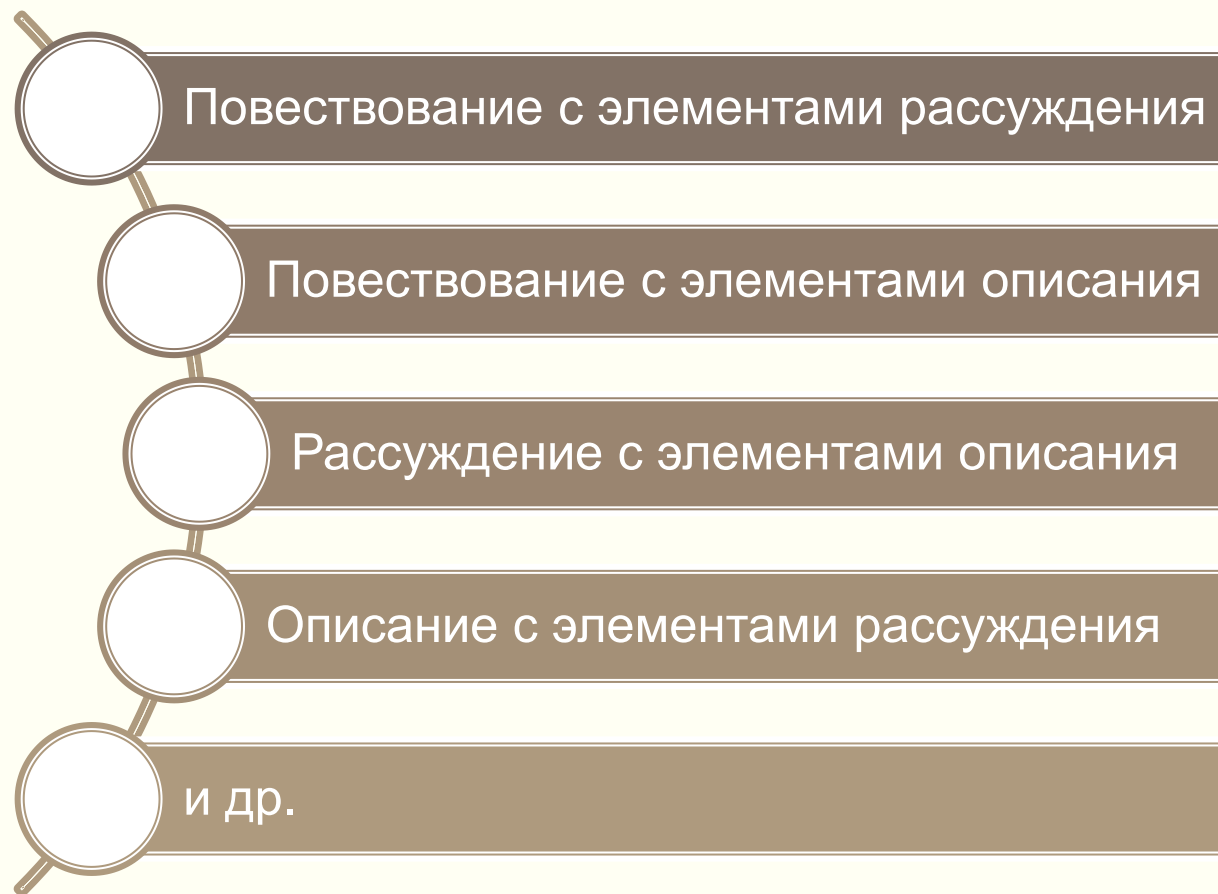 Повествование с элементами рассуждения
Повествование с элементами описания
Рассуждение с элементами описания
Описание с элементами рассуждения
и др.